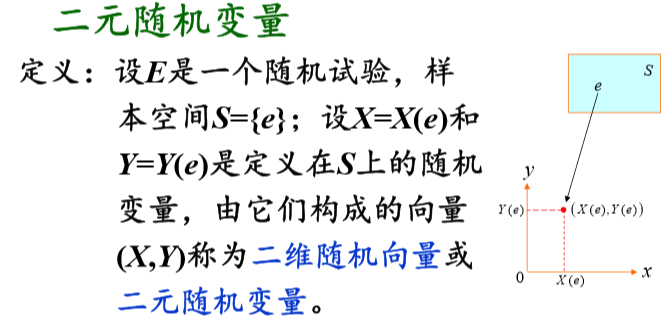 二元随机变量
定义：设E是一个随机试验，样
本空间S={e}；设X=X(e)和
Y=Y(e)是定义在S上的随机
变量，由它们构成的向量
(X,Y)称为二维随机向量或
二元随机变量。
S
e
y
Y(e)
(X(e),Y(e))
0
X(e)
x